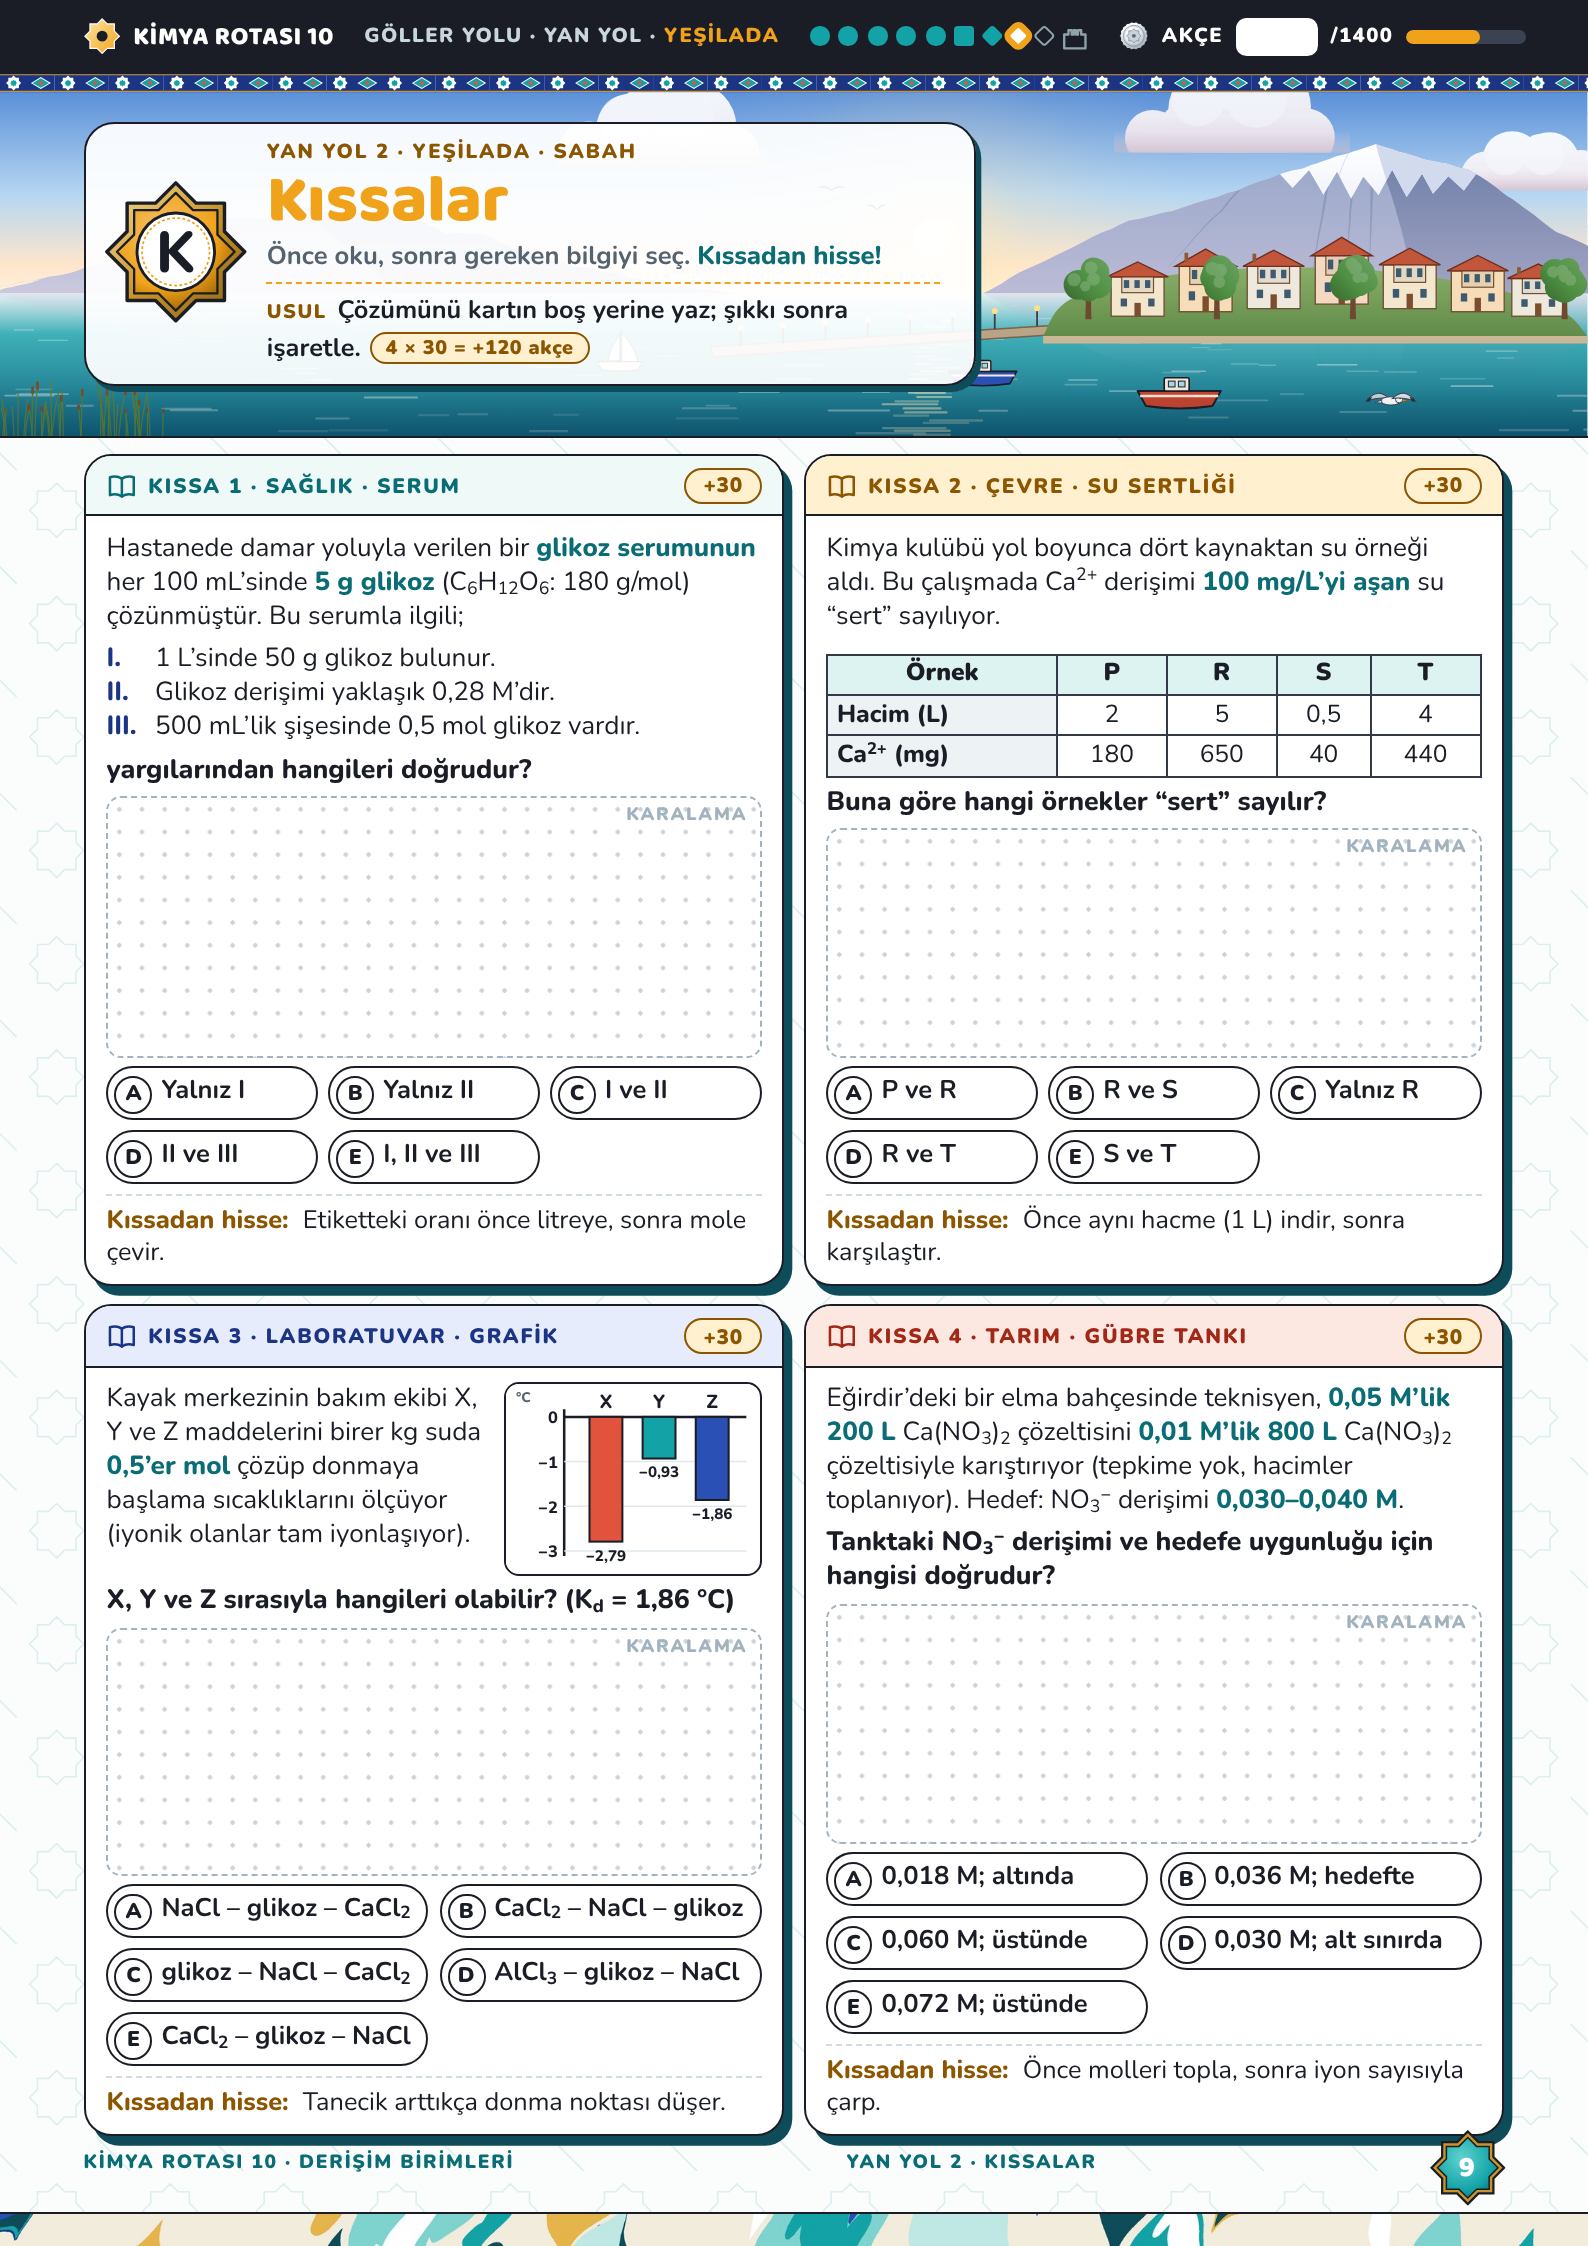 KİMYA ROTASI 10 GÖLLER YOLU · YAN YOL · YEŞİLADA AKÇE /1400
YAN YOL 2 · YEŞİLADA · SABAH
K
Kıssalar
Önce oku, sonra gereken bilgiyi seç. Kıssadan hisse!
USUL Çözümünü kartın boş yerine yaz; şıkkı sonra
işaretle. 4 × 30 = +120 akçe
KISSA 1 · SAĞLIK · SERUM +30
Hastanede damar yoluyla verilen bir glikoz serumunun
her 100 mL'sinde 5 g glikoz (C₆H₁₂O₆: 180 g/mol)
çözünmüştür. Bu serumla ilgili;
I. 1 L'sinde 50 g glikoz bulunur.
II. Glikoz derişimi yaklaşık 0,28 M'dir.
III. 500 mL'lik şişesinde 0,5 mol glikoz vardır.
yargılarından hangileri doğrudur?
KARALAMA
A Yalnız I B Yalnız II C I ve II
D II ve III E I, II ve III
Kıssadan hisse: Etiketteki oranı önce litreye, sonra mole
çevir.
KISSA 2 · ÇEVRE · SU SERTLİĞİ +30
Kimya kulübü yol boyunca dört kaynaktan su örneği
aldı. Bu çalışmada Ca²⁺ derişimi 100 mg/L'yi aşan su
“sert” sayılıyor.
Örnek P R S T
Hacim (L) 2 5 0,5 4
Ca²⁺ (mg) 180 650 40 440
Buna göre hangi örnekler “sert” sayılır?
KARALAMA
A P ve R B R ve S C Yalnız R
D R ve T E S ve T
Kıssadan hisse: Önce aynı hacme (1 L) indir, sonra
karşılaştır.
KISSA 3 · LABORATUVAR · GRAFİK +30
Kayak merkezinin bakım ekibi X,
Y ve Z maddelerini birer kg suda
0,5'er mol çözüp donmaya
başlama sıcaklıklarını ölçüyor
(iyonik olanlar tam iyonlaşıyor).
°C X Y Z
0
−1
−0,93
−2
−1,86
−3
−2,79
X, Y ve Z sırasıyla hangileri olabilir? (K_d = 1,86 °C)
KARALAMA
A NaCl – glikoz – CaCl₂ B CaCl₂ – NaCl – glikoz
C glikoz – NaCl – CaCl₂ D AlCl₃ – glikoz – NaCl
E CaCl₂ – glikoz – NaCl
Kıssadan hisse: Tanecik arttıkça donma noktası düşer.
KISSA 4 · TARIM · GÜBRE TANKI +30
Eğirdir'deki bir elma bahçesinde teknisyen, 0,05 M'lik
200 L Ca(NO₃)₂ çözeltisini 0,01 M'lik 800 L Ca(NO₃)₂
çözeltisiyle karıştırıyor (tepkime yok, hacimler
toplanıyor). Hedef: NO₃⁻ derişimi 0,030–0,040 M.
Tanktaki NO₃⁻ derişimi ve hedefe uygunluğu için
hangisi doğrudur?
KARALAMA
A 0,018 M; altında B 0,036 M; hedefte
C 0,060 M; üstünde D 0,030 M; alt sınırda
E 0,072 M; üstünde
Kıssadan hisse: Önce molleri topla, sonra iyon sayısıyla
çarp.
KİMYA ROTASI 10 · DERİŞİM BİRİMLERİ YAN YOL 2 · KISSALAR 9